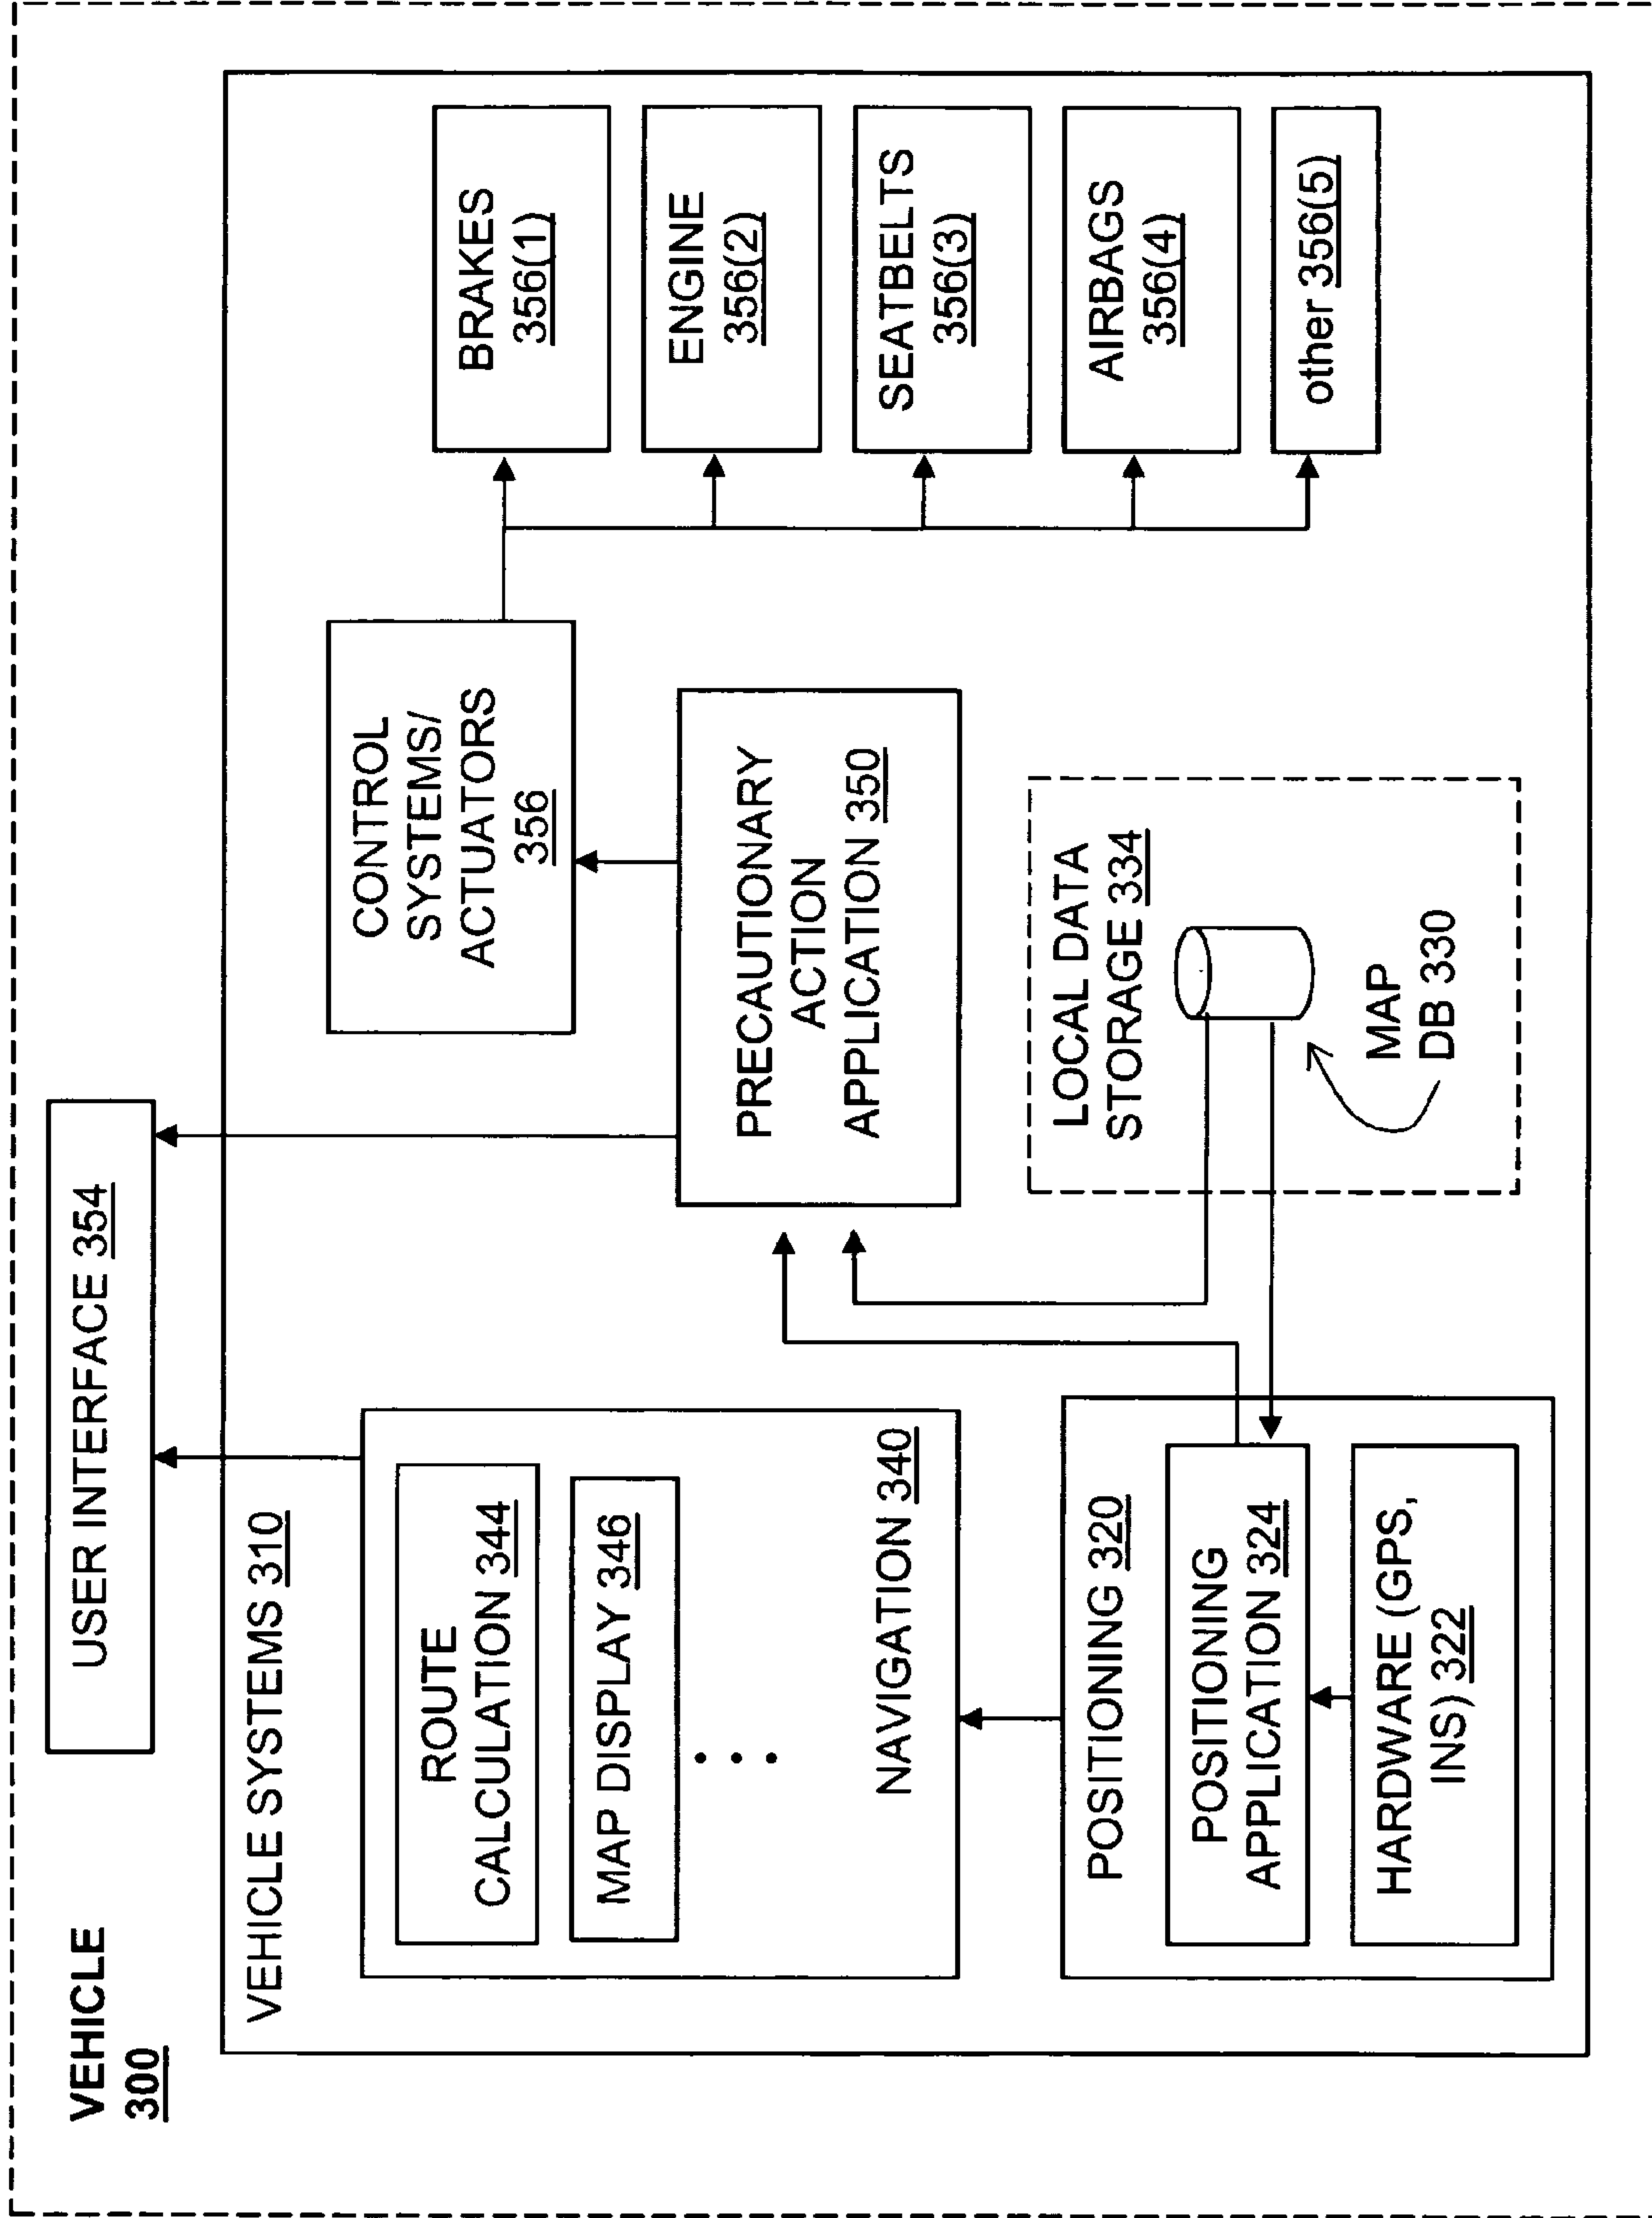 VEHICLE
300
USER INTERFACE 354
VEHICLE SYSTEMS 310
ROUTE
CALCULATION 344
MAP DISPLAY 346
NAVIGATION 340
POSITIONING 320
POSITIONING
APPLICATION 324
HARDWARE (GPS,
INS) 322
CONTROL
SYSTEMS/
ACTUATORS
356
PRECAUTIONARY
ACTION
APPLICATION 350
LOCAL DATA
STORAGE 334
MAP
DB 330
BRAKES
356(1)
ENGINE
356(2)
SEATBELTS
356(3)
AIRBAGS
356(4)
other 356(5)